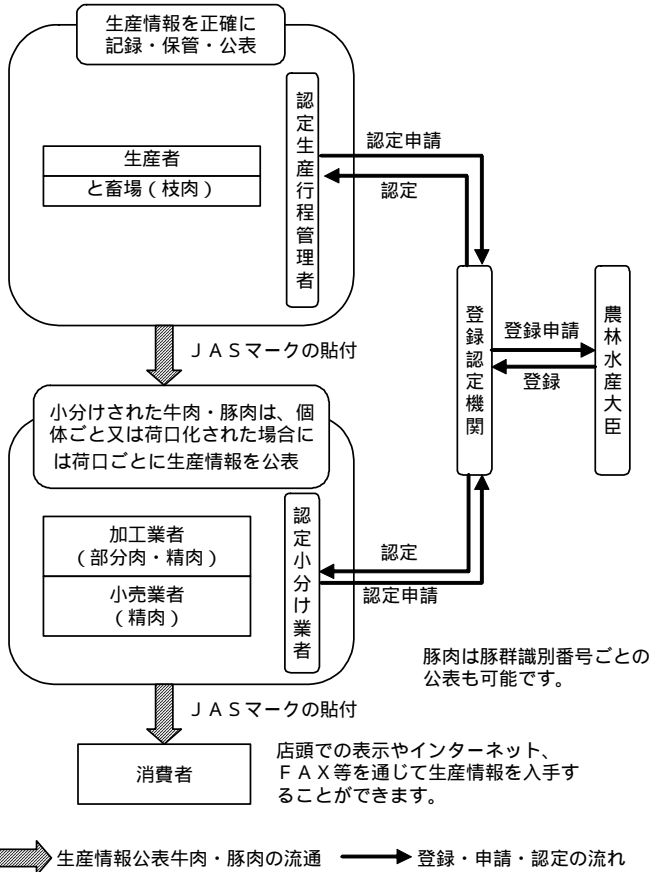 生産情報を正確に
記録・保管・公表
認定生産行程管理者
生産者
と畜場（枝肉）
認定申請
認定
登録認定機関
登録申請
登録
農林水産大臣
ＪＡＳマークの貼付
小分けされた牛肉・豚肉は、個
体ごと又は荷口化された場合に
は荷口ごとに生産情報を公表
認定小分け業者
加工業者
（部分肉・精肉）
小売業者
（精肉）
認定
認定申請
豚肉は豚群識別番号ごとの
公表も可能です。
ＪＡＳマークの貼付
消費者
店頭での表示やインターネット、
ＦＡＸ等を通じて生産情報を入手す
ることができます。
生産情報公表牛肉・豚肉の流通
登録・申請・認定の流れ